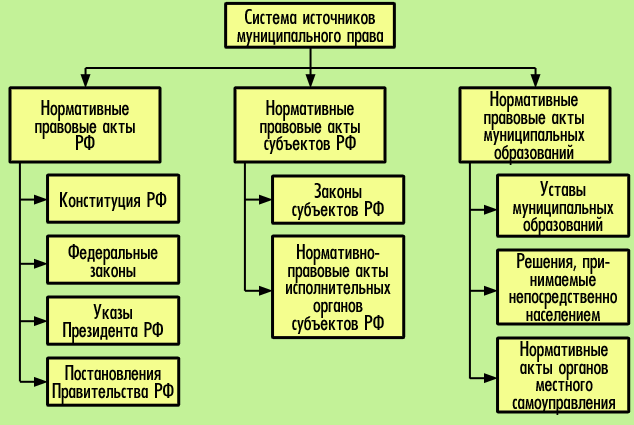 Система источников
муниципального права
Нормативные
правовые акты
РФ
Конституция РФ
Федеральные
законы
Указы
Президента РФ
Постановления
Правительства РФ
Нормативные
правовые акты
субъектов РФ
Законы
субъектов РФ
Нормативно-
правовые акты
исполнительных
органов
субъектов РФ
Нормативные
правовые акты
муниципальных
образований
Уставы
муниципальных
образований
Решения, при-
нимаемые
непосредственно
населением
Нормативные
акты органов
местного
самоуправления